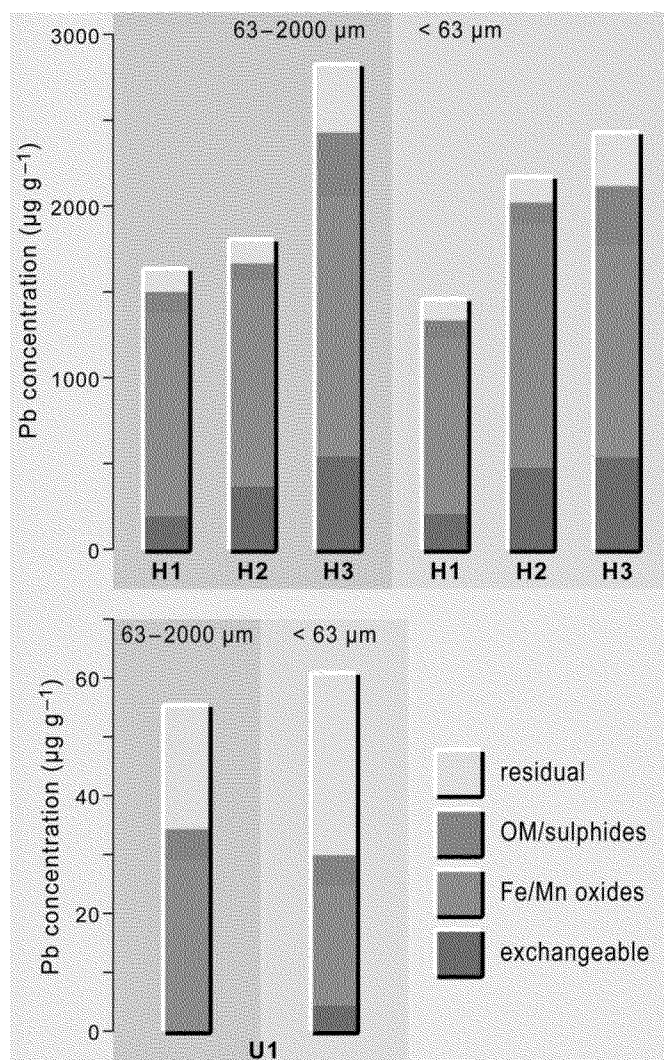 63–2000 µm < 63 µm
3000
2000
1000
0
Pb concentration (µg g⁻¹)
H1 H2 H3 H1 H2 H3
63–2000 µm < 63 µm
60
40
20
0
Pb concentration (µg g⁻¹)
U1
residual
OM/sulphides
Fe/Mn oxides
exchangeable